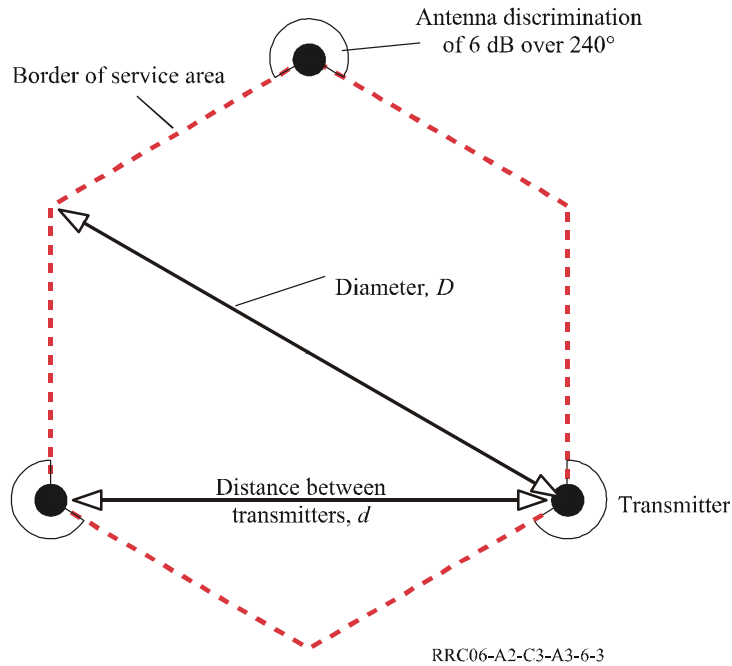 Antenna discrimination
of 6 dB over 240°
Border of service area
Diameter, D
Distance between
transmitters, d
Transmitter
RRC06-A2-C3-A3-6-3